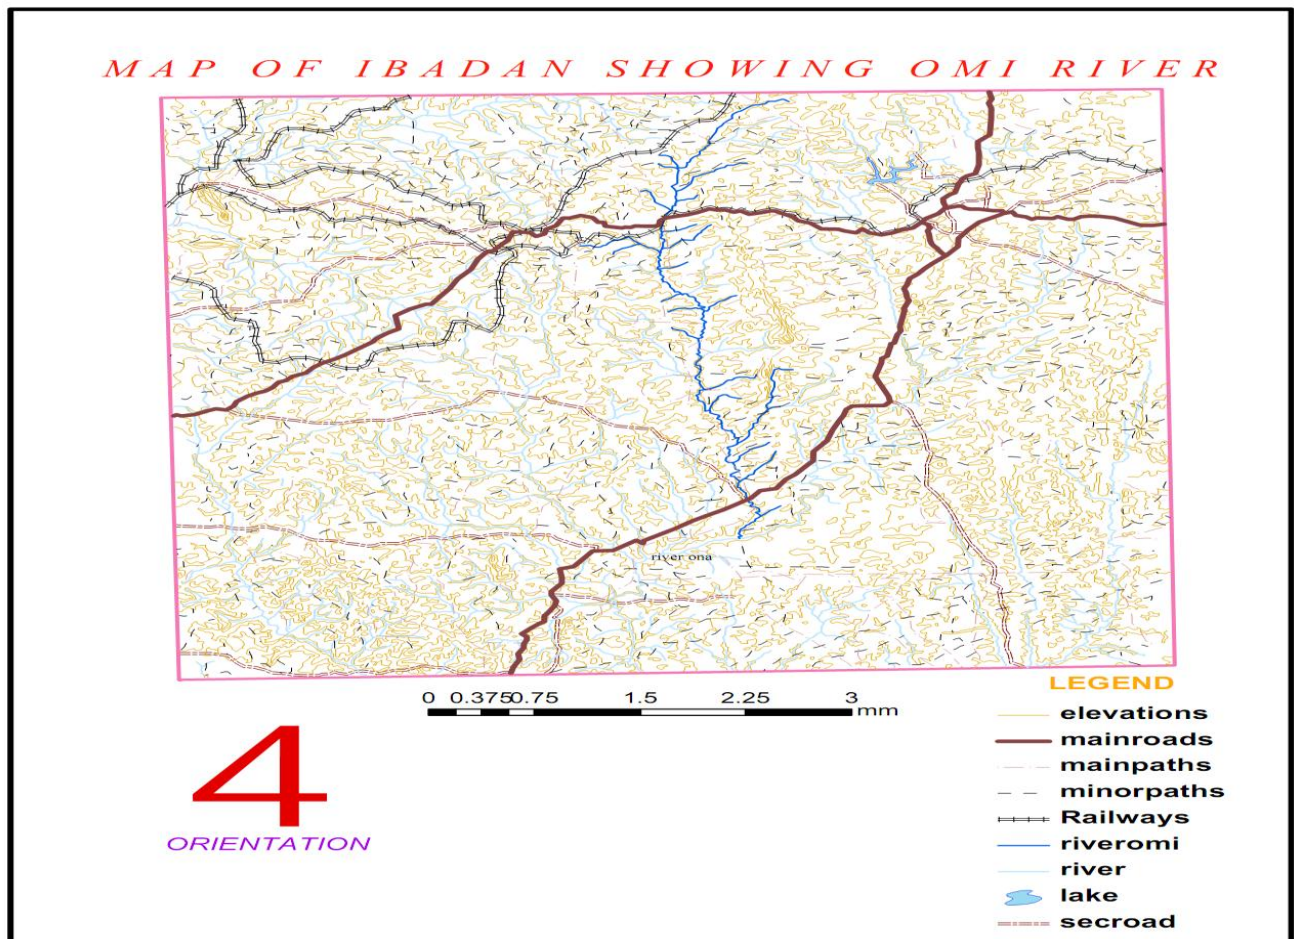 MAP OF IBADAN SHOWING OMI RIVER
river ona
0 0.375 0.75 1.5 2.25 3
mm
4
ORIENTATION
LEGEND
elevations
mainroads
mainpaths
minorpaths
Railways
riveromi
river
lake
secroad